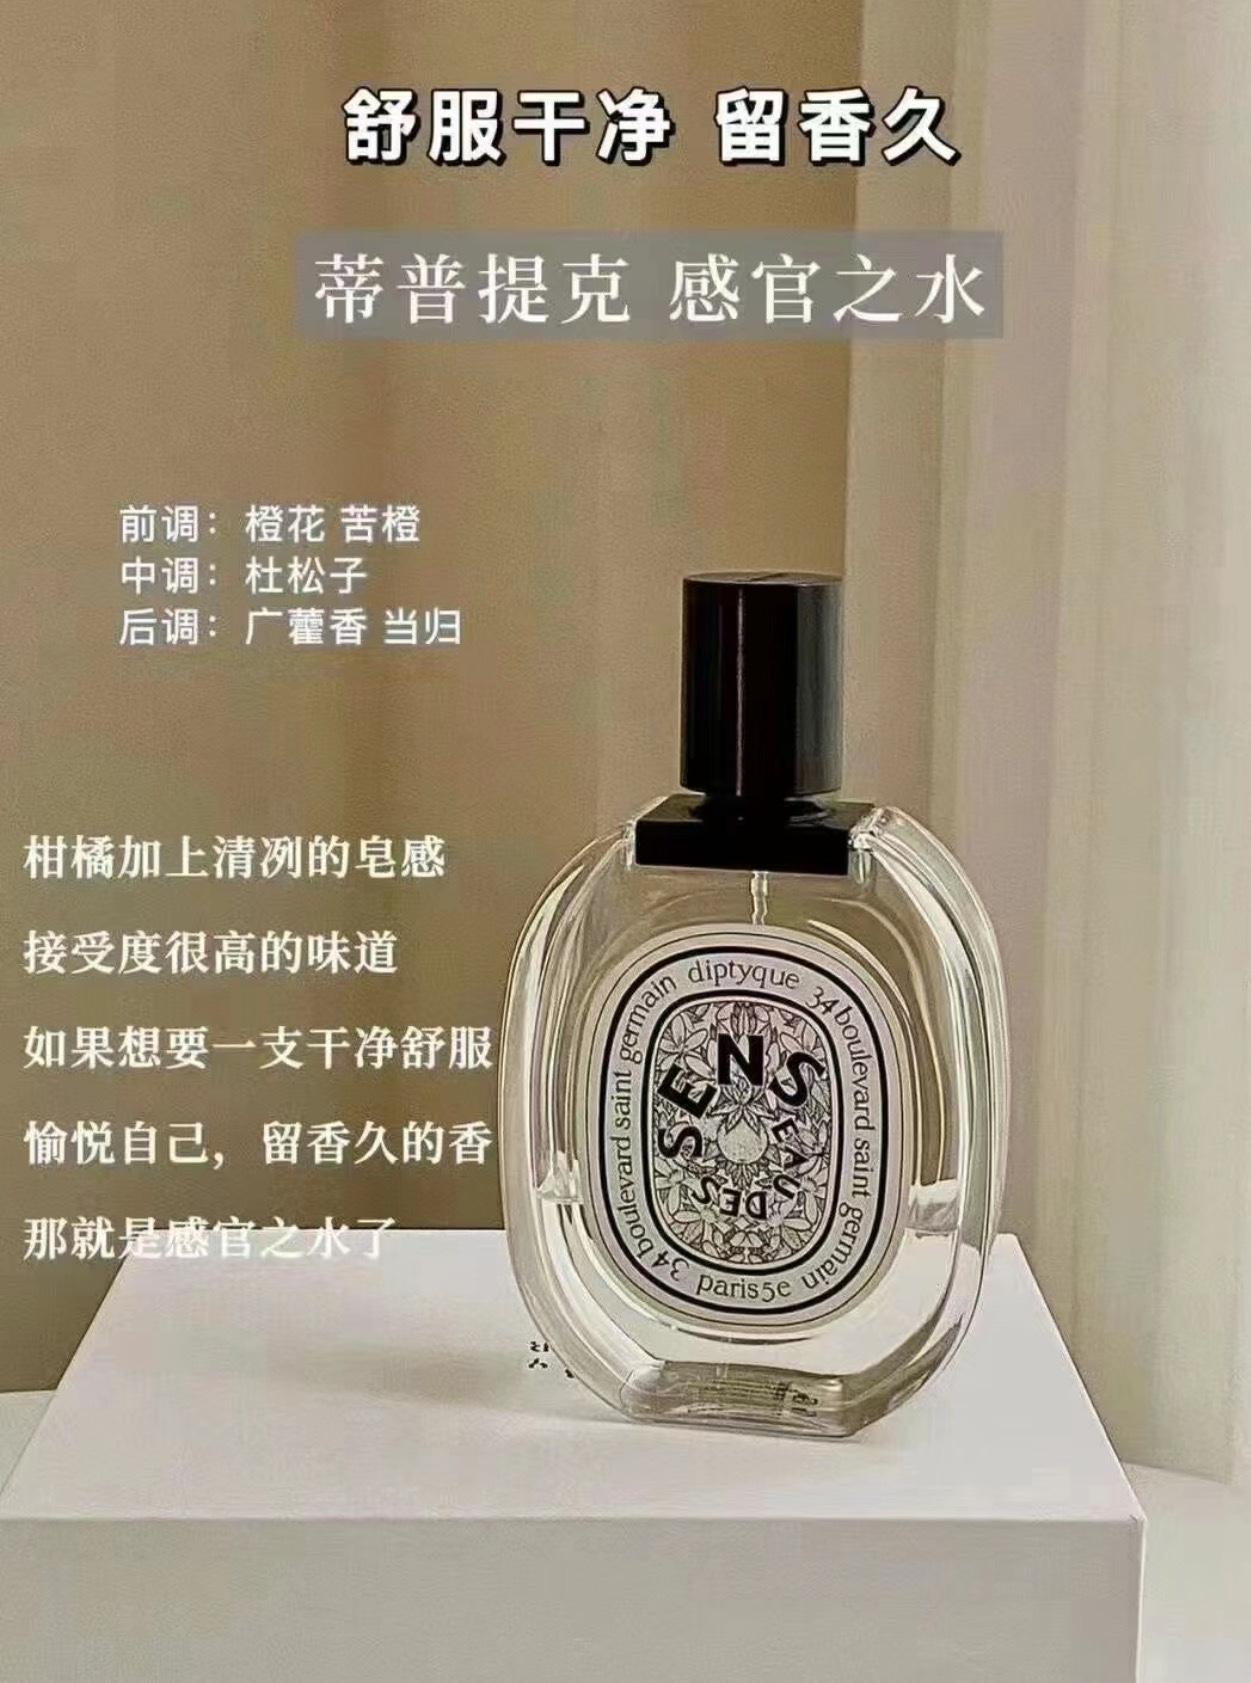 舒服干净 留香久
蒂普提克 感官之水
前调：橙花 苦橙
中调：杜松子
后调：广藿香 当归
柑橘加上清冽的皂感
接受度很高的味道
如果想要一支干净舒服
愉悦自己，留香久的香
那就是感官之水了
diptyque 34 boulevard saint germain paris5e 34 boulevard saint germain
EAU DES SENS